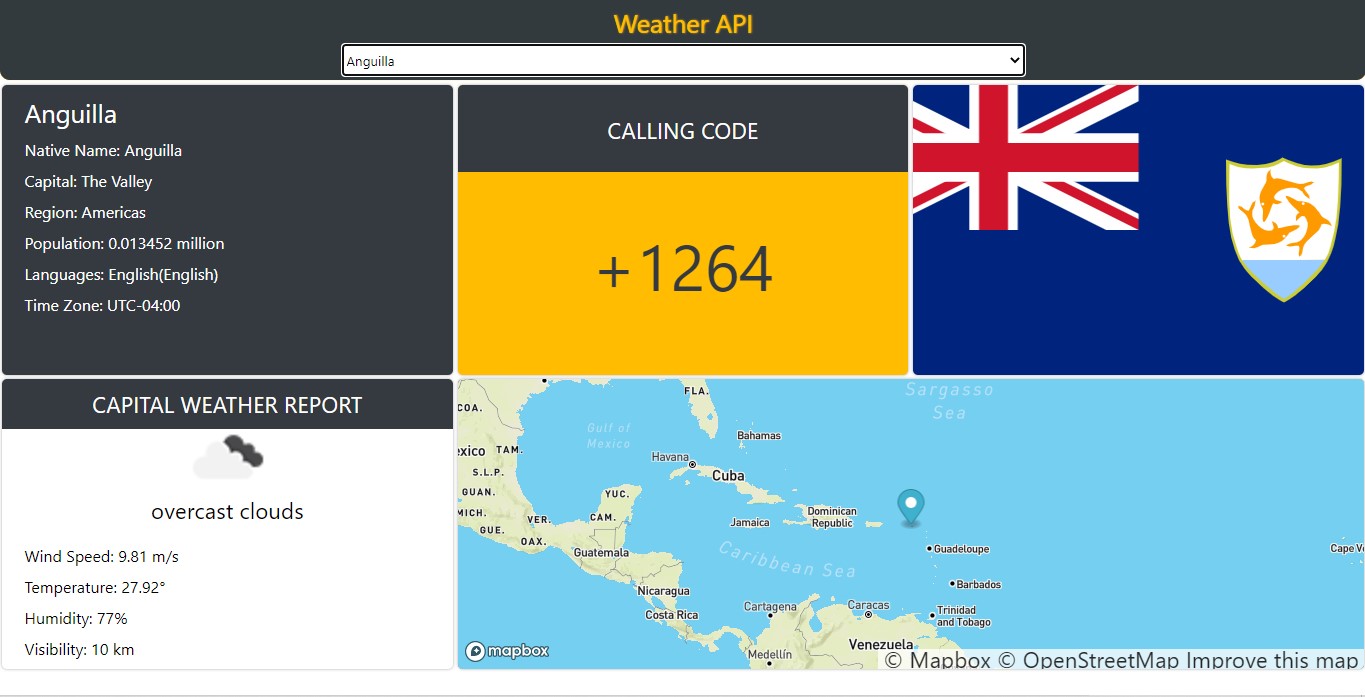 Weather API
Anguilla
Anguilla
Native Name: Anguilla
Capital: The Valley
Region: Americas
Population: 0.013452 million
Languages: English(English)
Time Zone: UTC-04:00
CALLING CODE
+1264
CAPITAL WEATHER REPORT
overcast clouds
Wind Speed: 9.81 m/s
Temperature: 27.92°
Humidity: 77%
Visibility: 10 km
Sargasso
Sea
FLA.
COA.
Gulf of
Mexico
Bahamas
exico
TAM.
Havana
S.L.P.
Cuba
GUAN.
YUC.
MICH.
VER.
CAM.
Jamaica
Dominican
Republic
GUE.
OAX.
Guatemala
Caribbean Sea
Guadeloupe
Cape V
Barbados
Nicaragua
Cartagena
Caracas
Costa Rica
Trinidad
and Tobago
Venezuela
Medellín
mapbox
© Mapbox © OpenStreetMap Improve this map